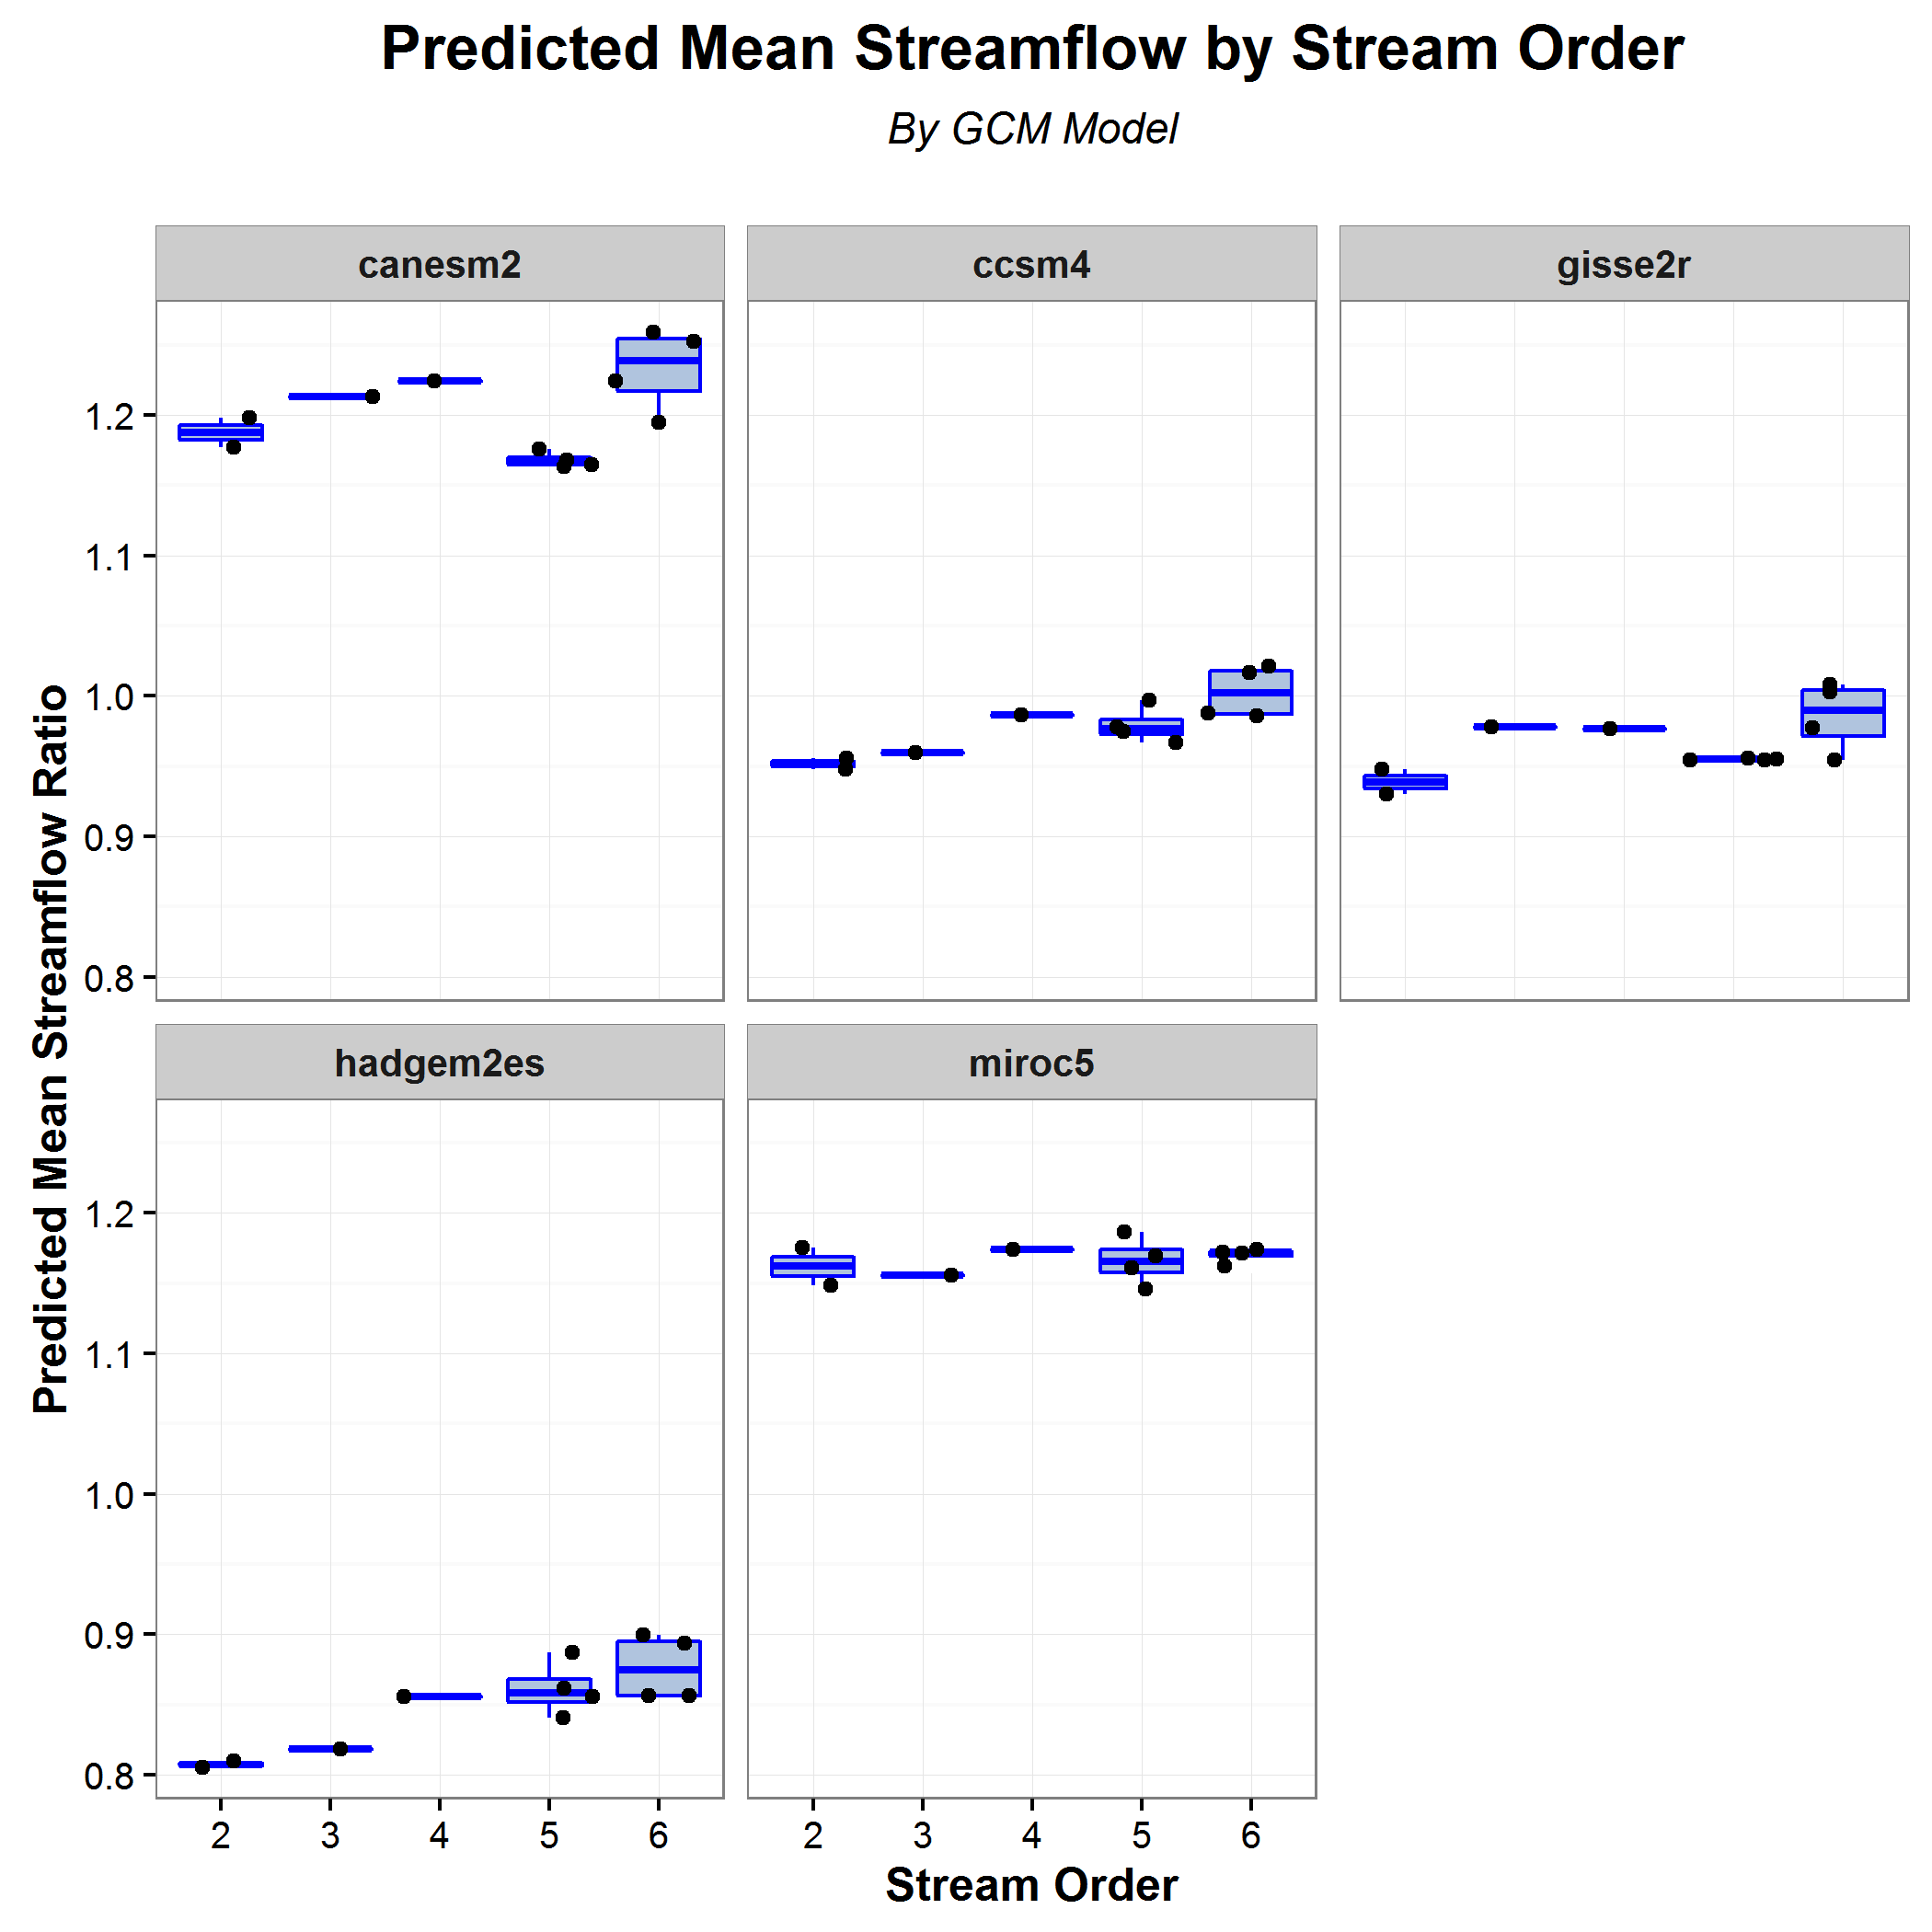 Predicted Mean Streamflow by Stream Order
By GCM Model
canesm2
ccsm4
gisse2r
1.2
1.1
1.0
0.9
0.8
Predicted Mean Streamflow Ratio
hadgem2es
miroc5
1.2
1.1
1.0
0.9
0.8
2 3 4 5 6
2 3 4 5 6
Stream Order